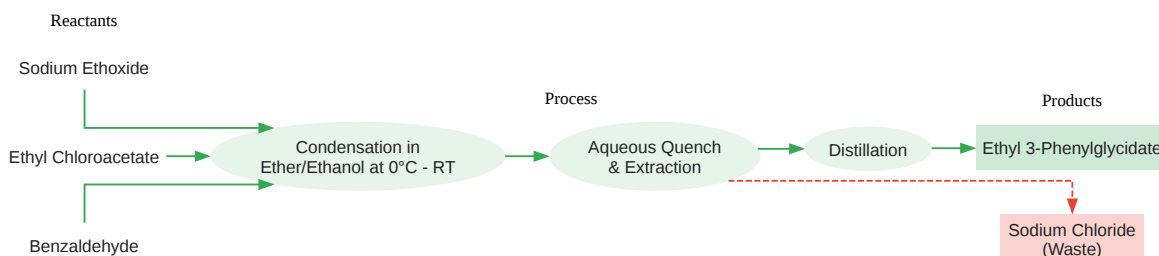 Reactants
Sodium Ethoxide
Ethyl Chloroacetate
Benzaldehyde
Process
Condensation in
Ether/Ethanol at 0°C - RT
Aqueous Quench
& Extraction
Distillation
Products
Ethyl 3-Phenylglycidate
Sodium Chloride
(Waste)